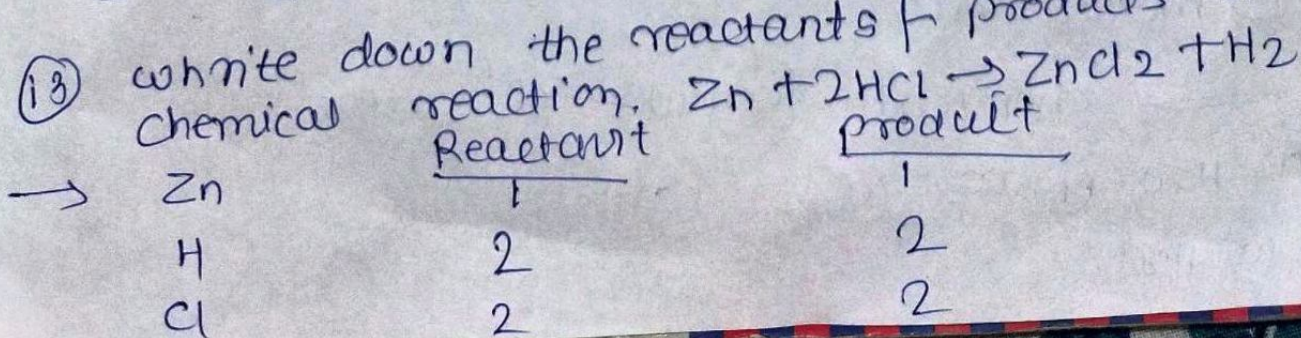 (13) whrite down the reactants & products
chemical reaction. Zn + 2HCl → ZnCl2 + H2
Reactant product
→ Zn 1 1
H 2 2
Cl 2 2